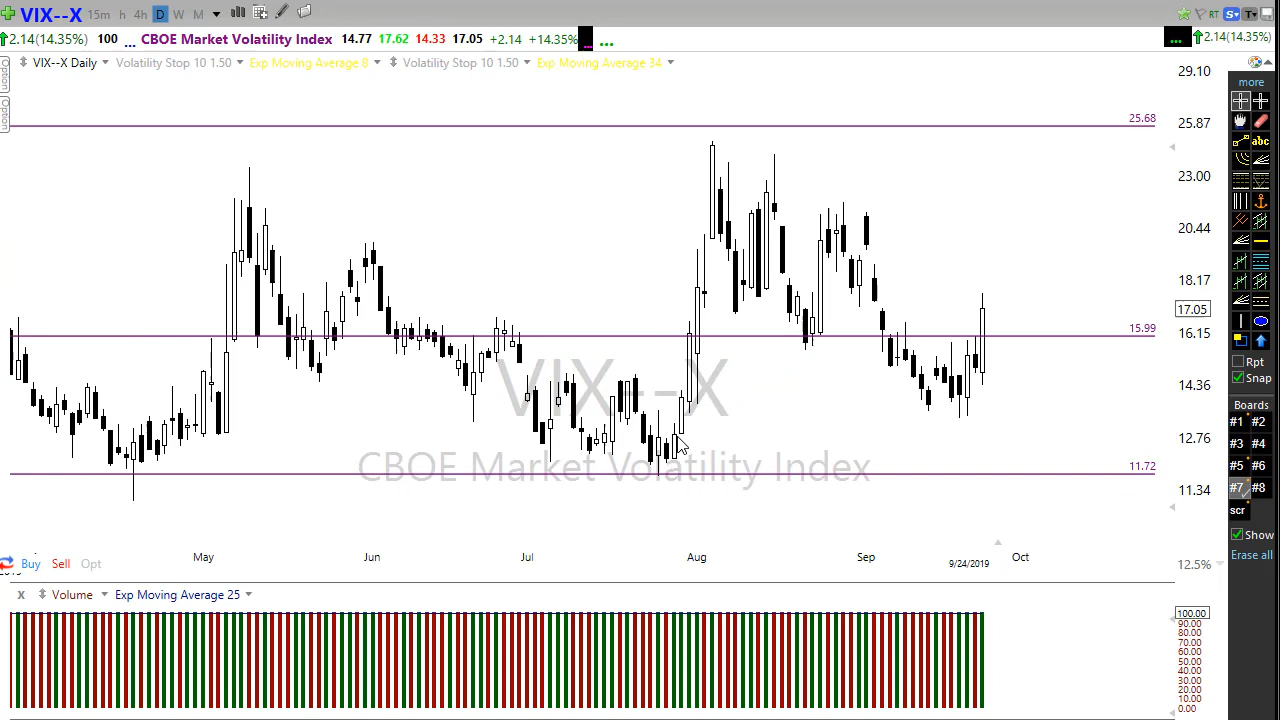 VIX--X 15m h 4h D W M RT S T
2.14(14.35%) 100 ... CBOE Market Volatility Index 14.77 17.62 14.33 17.05 +2.14 +14.35% ... ... ... 2.14(14.35%)
Option
Option
VIX--X Daily Volatility Stop 10 1.50 Exp Moving Average 8 Volatility Stop 10 1.50 Exp Moving Average 34
29.10
25.87
23.00
20.44
18.17
17.05
16.15
14.36
12.76
11.34
25.68
15.99
11.72
VIX--X
CBOE Market Volatility Index
May Jun Jul Aug Sep 9/24/2019 Oct
Buy Sell Opt 12.5%
X Volume Exp Moving Average 25
100.00
90.00
80.00
70.00
60.00
50.00
40.00
30.00
20.00
10.00
0.00
more
abc
Rpt
Snap
Boards
#1 #2
#3 #4
#5 #6
#7 #8
scr
Show
Erase all